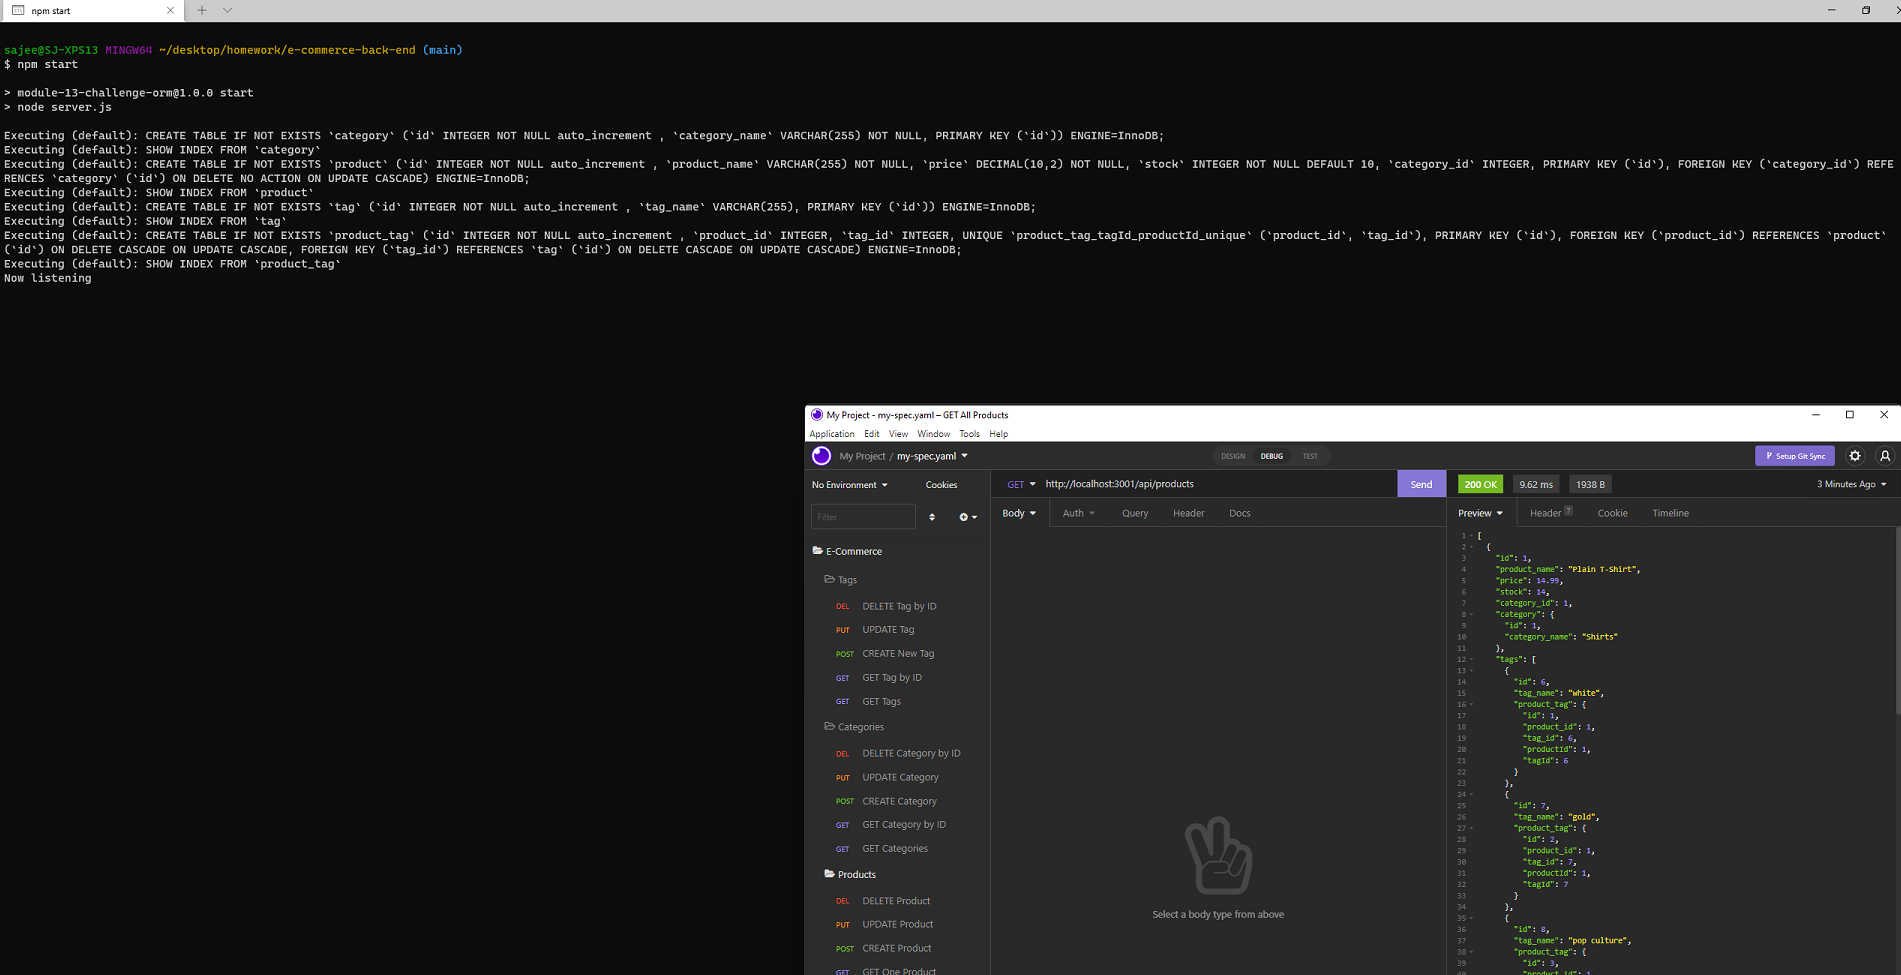 npm start
sajee@SJ-XPS13 MINGW64 ~/desktop/homework/e-commerce-back-end (main)
$ npm start
> module-13-challenge-orm@1.0.0 start
> node server.js
Executing (default): CREATE TABLE IF NOT EXISTS `category` (`id` INTEGER NOT NULL auto_increment , `category_name` VARCHAR(255) NOT NULL, PRIMARY KEY (`id`)) ENGINE=InnoDB;
Executing (default): SHOW INDEX FROM `category`
Executing (default): CREATE TABLE IF NOT EXISTS `product` (`id` INTEGER NOT NULL auto_increment , `product_name` VARCHAR(255) NOT NULL, `price` DECIMAL(10,2) NOT NULL, `stock` INTEGER NOT NULL DEFAULT 10, `category_id` INTEGER, PRIMARY KEY (`id`), FOREIGN KEY (`category_id`) REFE
RENCES `category` (`id`) ON DELETE NO ACTION ON UPDATE CASCADE) ENGINE=InnoDB;
Executing (default): SHOW INDEX FROM `product`
Executing (default): CREATE TABLE IF NOT EXISTS `tag` (`id` INTEGER NOT NULL auto_increment , `tag_name` VARCHAR(255), PRIMARY KEY (`id`)) ENGINE=InnoDB;
Executing (default): SHOW INDEX FROM `tag`
Executing (default): CREATE TABLE IF NOT EXISTS `product_tag` (`id` INTEGER NOT NULL auto_increment , `product_id` INTEGER, `tag_id` INTEGER, UNIQUE `product_tag_tagId_productId_unique` (`product_id`, `tag_id`), PRIMARY KEY (`id`), FOREIGN KEY (`product_id`) REFERENCES `product`
(`id`) ON DELETE CASCADE ON UPDATE CASCADE, FOREIGN KEY (`tag_id`) REFERENCES `tag` (`id`) ON DELETE CASCADE ON UPDATE CASCADE) ENGINE=InnoDB;
Executing (default): SHOW INDEX FROM `product_tag`
Now listening
My Project - my-spec.yaml – GET All Products
Application Edit View Window Tools Help
My Project / my-spec.yaml
DESIGN DEBUG TEST
Setup Git Sync
No Environment Cookies
Filter
E-Commerce
Tags
DEL DELETE Tag by ID
PUT UPDATE Tag
POST CREATE New Tag
GET GET Tag by ID
GET GET Tags
Categories
DEL DELETE Category by ID
PUT UPDATE Category
POST CREATE Category
GET GET Category by ID
GET GET Categories
Products
DEL DELETE Product
PUT UPDATE Product
POST CREATE Product
GET GET One Product
GET http://localhost:3001/api/products Send
Body Auth Query Header Docs
Select a body type from above
200 OK 9.62 ms 1938 B 3 Minutes Ago
Preview Header 7 Cookie Timeline
1 [
2 {
3 "id": 1,
4 "product_name": "Plain T-Shirt",
5 "price": 14.99,
6 "stock": 14,
7 "category_id": 1,
8 "category": {
9 "id": 1,
10 "category_name": "Shirts"
11 },
12 "tags": [
13 {
14 "id": 6,
15 "tag_name": "white",
16 "product_tag": {
17 "id": 1,
18 "product_id": 1,
19 "tag_id": 6,
20 "productId": 1,
21 "tagId": 6
22 }
23 },
24 {
25 "id": 7,
26 "tag_name": "gold",
27 "product_tag": {
28 "id": 2,
29 "product_id": 1,
30 "tag_id": 7,
31 "productId": 1,
32 "tagId": 7
33 }
34 },
35 {
36 "id": 8,
37 "tag_name": "pop culture",
38 "product_tag": {
39 "id": 3,
40 "product_id": 1